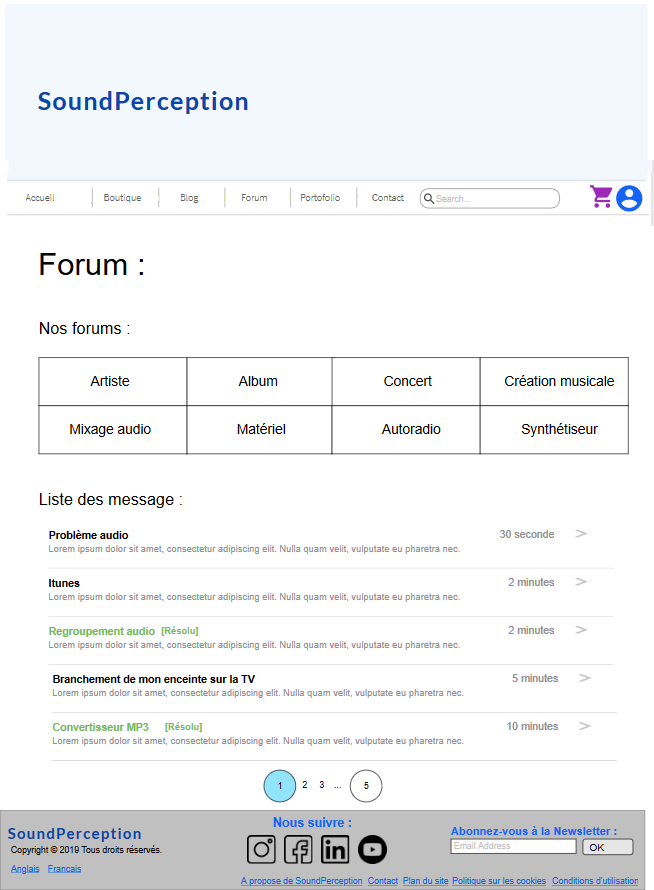 SoundPerception
Accueil Boutique Blog Forum Portofolio Contact Search...
Forum :
Nos forums :
Artiste Album Concert Création musicale
Mixage audio Matériel Autoradio Synthétiseur
Liste des message :
Problème audio 30 seconde >
Lorem ipsum dolor sit amet, consectetur adipiscing elit. Nulla quam velit, vulputate eu pharetra nec.
Itunes 2 minutes >
Lorem ipsum dolor sit amet, consectetur adipiscing elit. Nulla quam velit, vulputate eu pharetra nec.
Regroupement audio [Résolu] 2 minutes >
Lorem ipsum dolor sit amet, consectetur adipiscing elit. Nulla quam velit, vulputate eu pharetra nec.
Branchement de mon enceinte sur la TV 5 minutes >
Lorem ipsum dolor sit amet, consectetur adipiscing elit. Nulla quam velit, vulputate eu pharetra nec.
Convertisseur MP3 [Résolu] 10 minutes >
Lorem ipsum dolor sit amet, consectetur adipiscing elit. Nulla quam velit, vulputate eu pharetra nec.
1 2 3 ... 5
Nous suivre :
Abonnez-vous à la Newsletter :
SoundPerception
Email Address OK
Copyright © 2019 Tous droits réservés.
Anglais Francais
A propose de SoundPerception Contact Plan du site Politique sur les cookies Conditions d'utilisation